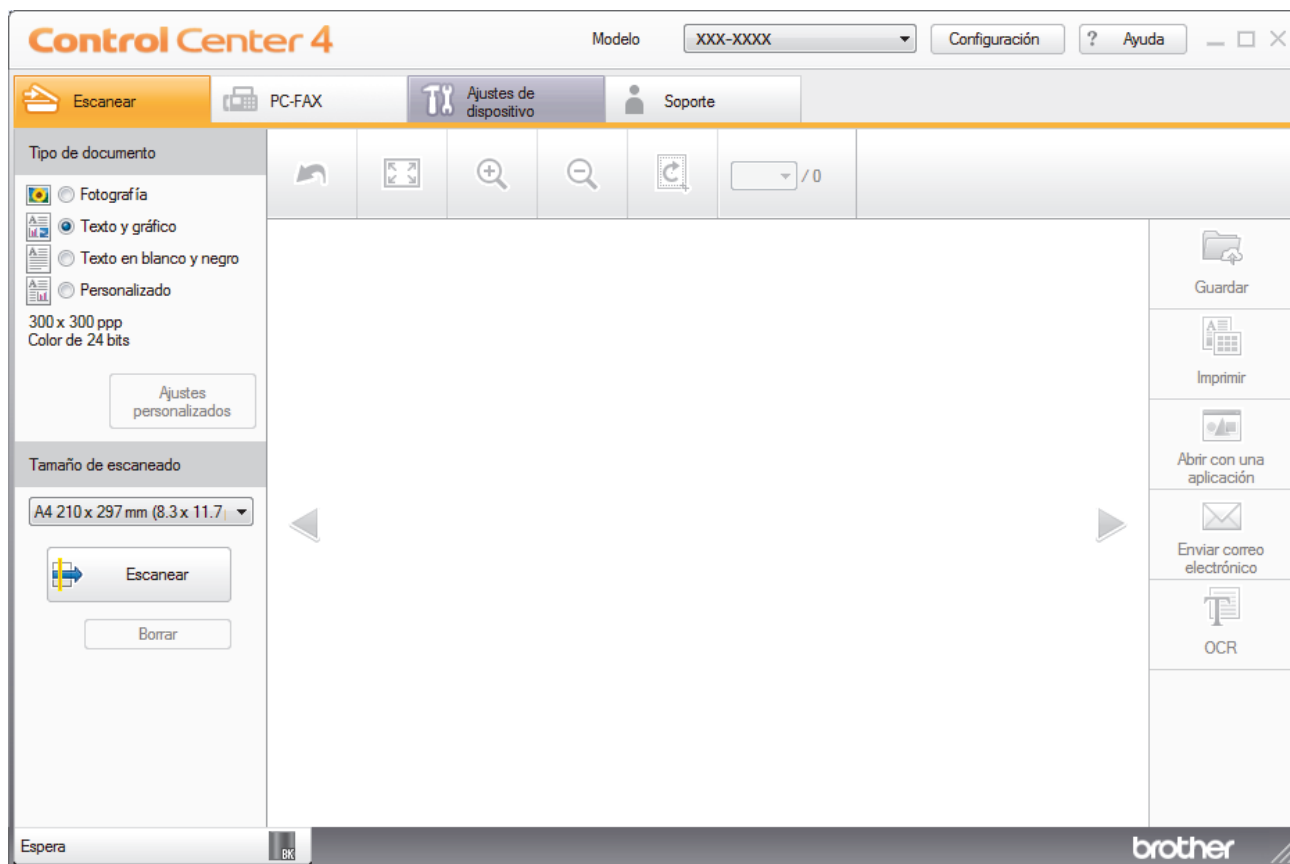 Control Center 4
Modelo
XXX-XXXX
Configuración
? Ayuda
Escanear
PC-FAX
Ajustes de
dispositivo
Soporte
Tipo de documento
/ 0
Fotografía
Texto y gráfico
Texto en blanco y negro
Personalizado
300 x 300 ppp
Color de 24 bits
Ajustes
personalizados
Tamaño de escaneado
A4 210 x 297 mm (8.3 x 11.7
Escanear
Borrar
Guardar
Imprimir
Abrir con una
aplicación
Enviar correo
electrónico
OCR
Espera
BK
brother